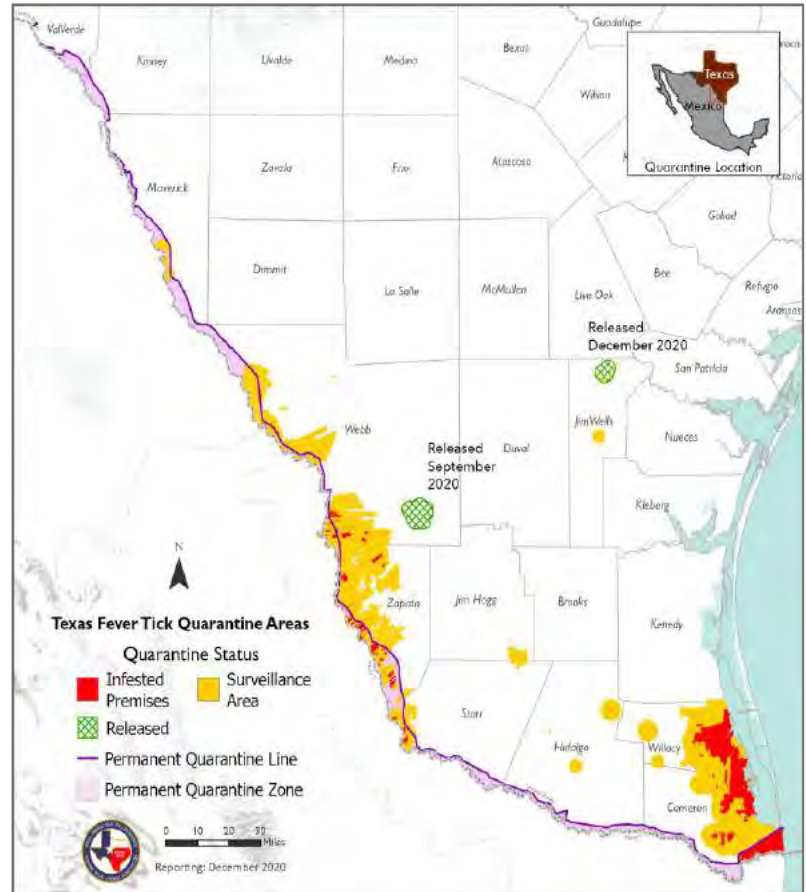 ValVerde
Kinney
Uvalde
Medina
Bexar
Guadalupe
Wilson
Texas
Mexico
Quarantine Location
Victoria
Maverick
Zavala
Frio
Atascosa
Goliad
Dimmit
La Salle
McMullen
Live Oak
Bee
Refugio
Aransas
Released
December 2020
San Patricio
Webb
Duval
Jim Wells
Nueces
Released
September
2020
Kleberg
N
Zapata
Jim Hogg
Brooks
Kenedy
Texas Fever Tick Quarantine Areas
Quarantine Status
Infested
Premises
Surveillance
Area
Released
Permanent Quarantine Line
Permanent Quarantine Zone
Starr
Hidalgo
Willacy
Cameron
0 10 20 30
Miles
Reporting: December 2020